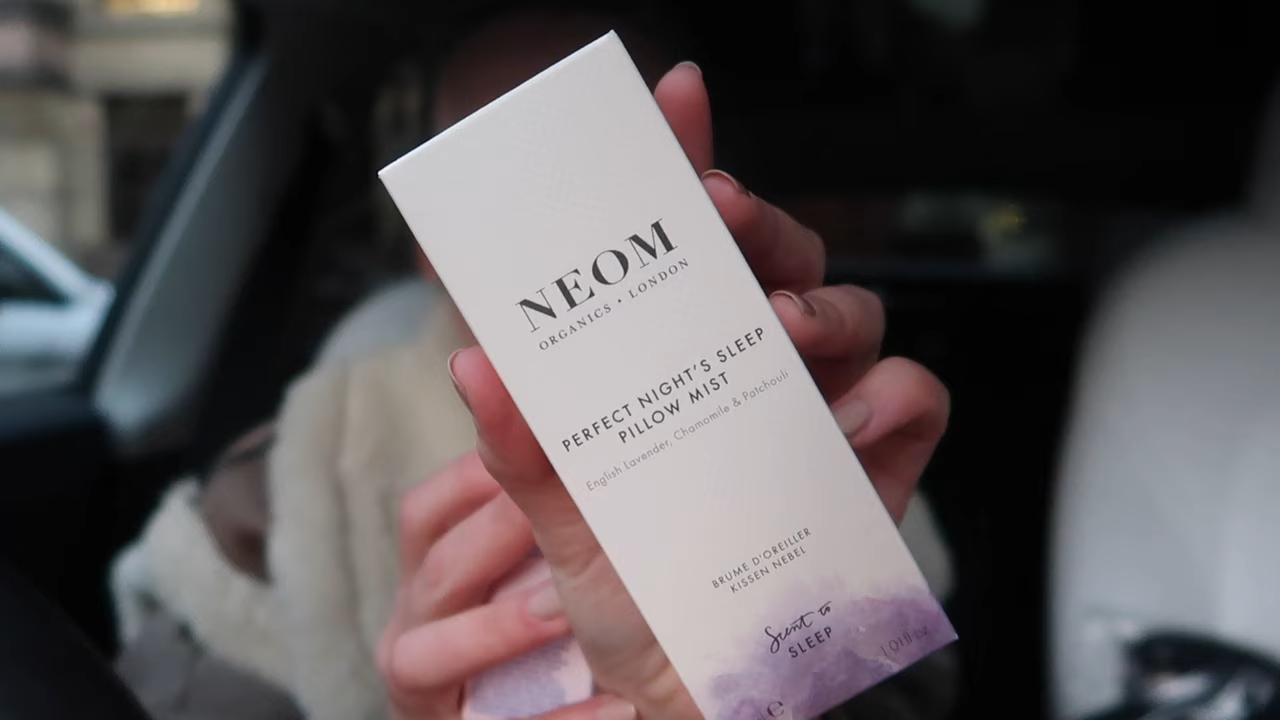 NEOM
ORGANICS • LONDON
PERFECT NIGHT'S SLEEP
PILLOW MIST
English Lavender, Chamomile & Patchouli
BRUME D'OREILLER
KISSEN NEBEL
Scent to
SLEEP